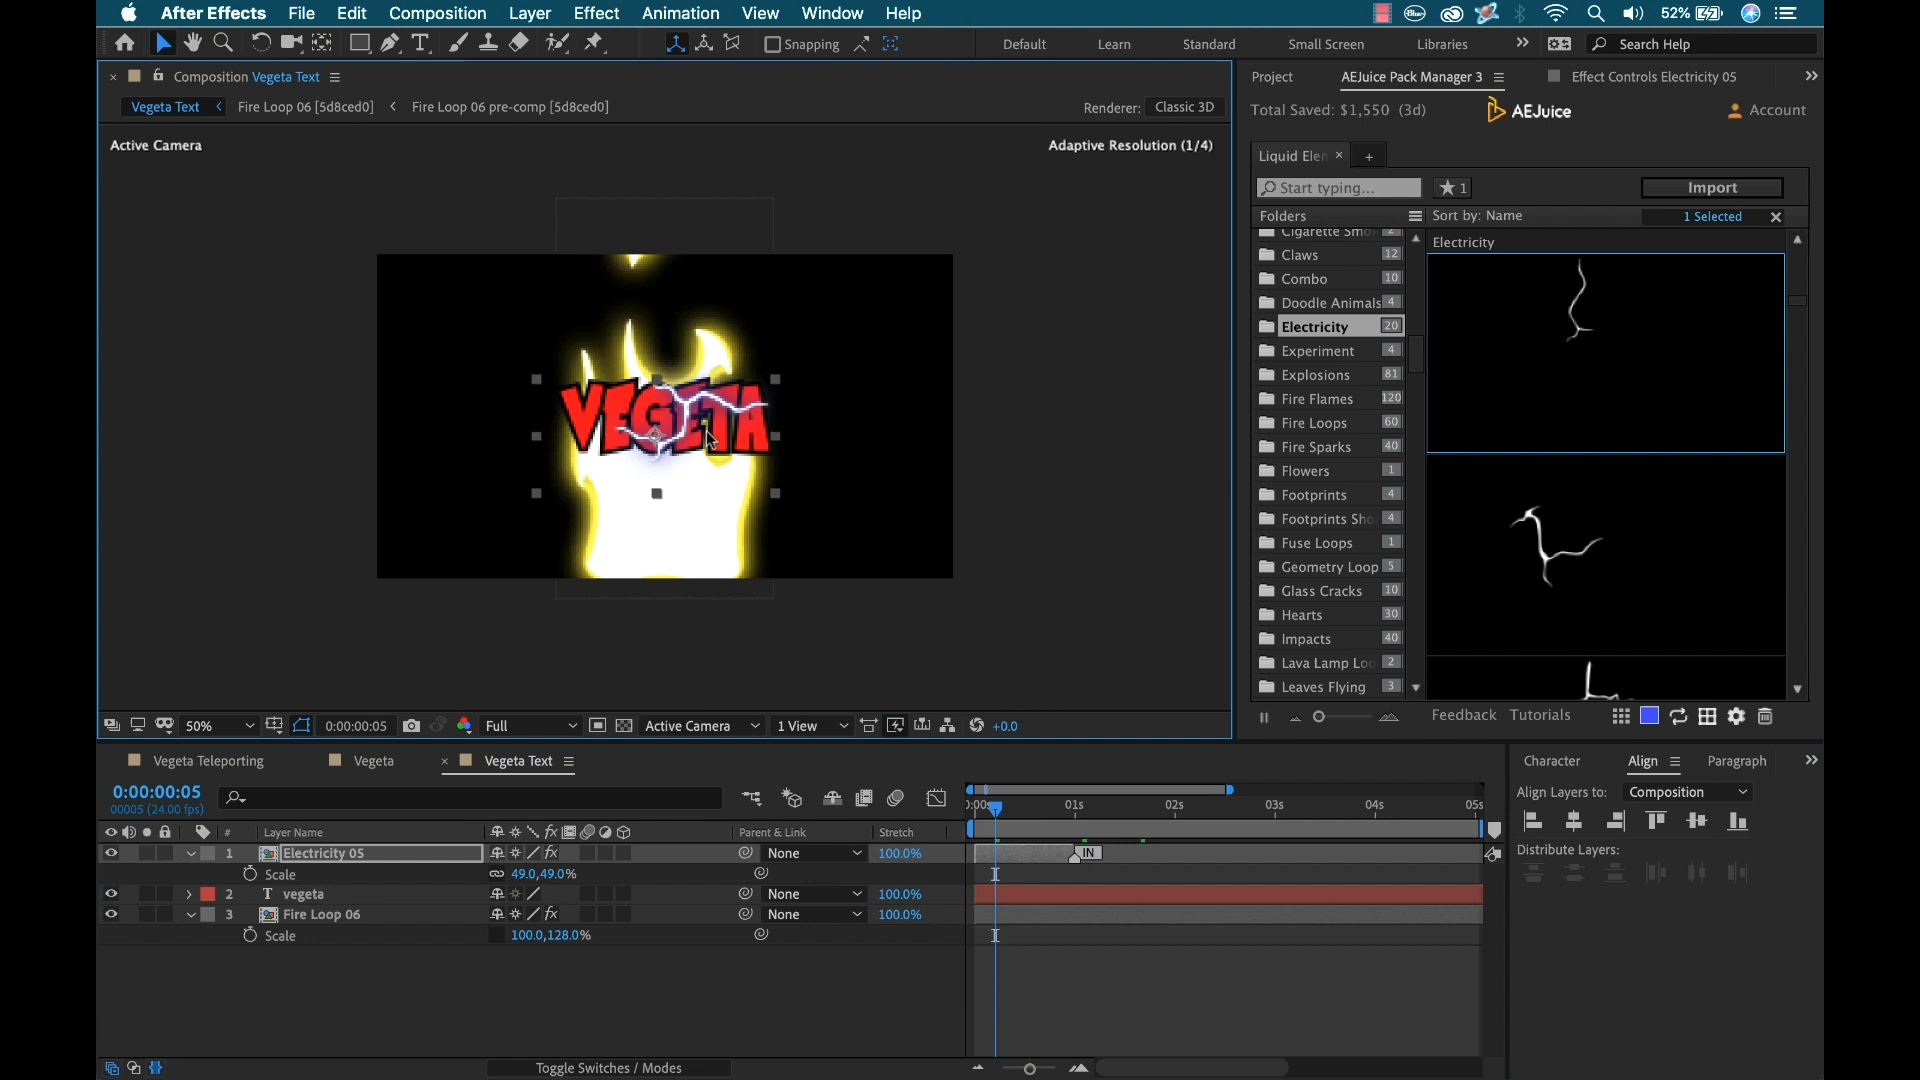 After Effects File Edit Composition Layer Effect Animation View Window Help
52%
Snapping Default Learn Standard Small Screen Libraries Search Help
Composition Vegeta Text
Vegeta Text Fire Loop 06 [5d8ced0] Fire Loop 06 pre-comp [5d8ced0]
Renderer: Classic 3D
Active Camera
Adaptive Resolution (1/4)
VEGETA
50% 0:00:00:05 Full Active Camera 1 View +0.0
Project AEJuice Pack Manager 3 Effect Controls Electricity 05
Total Saved: $1,550 (3d) AEJuice Account
Liquid Elem +
Start typing... 1 Import
Folders Sort by: Name 1 Selected
Cigarette Smo 2
Claws 12
Combo 10
Doodle Animals 4
Electricity 20
Experiment 4
Explosions 81
Fire Flames 120
Fire Loops 60
Fire Sparks 40
Flowers 1
Footprints 4
Footprints Sho 4
Fuse Loops 1
Geometry Loop 5
Glass Cracks 10
Hearts 30
Impacts 40
Lava Lamp Loo 2
Leaves Flying 3
Electricity
Feedback Tutorials
Vegeta Teleporting Vegeta Vegeta Text
0:00:00:05
00005 (24.00 fps)
# Layer Name Parent & Link Stretch
1 Electricity 05 fx None 100.0%
Scale 49.0,49.0%
2 T vegeta None 100.0%
3 Fire Loop 06 fx None 100.0%
Scale 100.0,128.0%
01s 02s 03s 04s 05s
IN
Toggle Switches / Modes
Character Align Paragraph
Align Layers to: Composition
Distribute Layers: